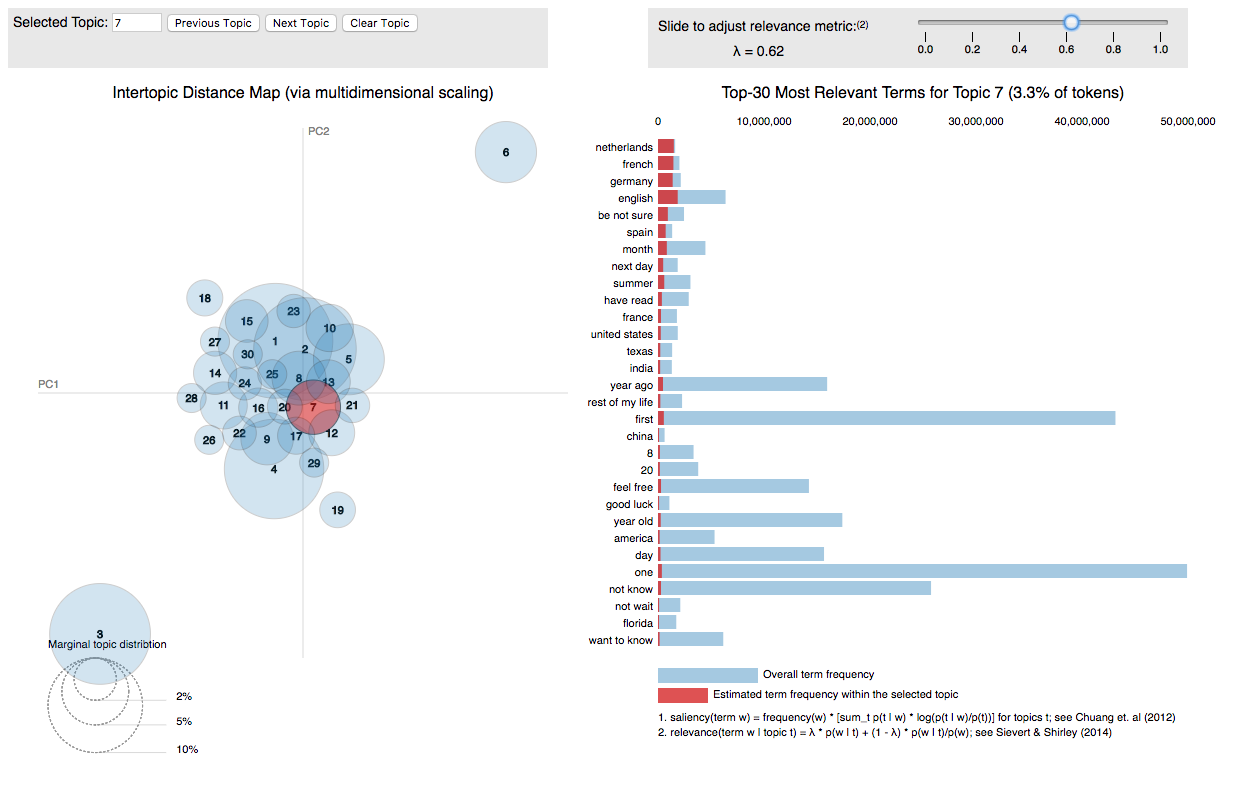 Selected Topic: 7 Previous Topic Next Topic Clear Topic
Slide to adjust relevance metric:(2)
λ = 0.62
0.0 0.2 0.4 0.6 0.8 1.0
Intertopic Distance Map (via multidimensional scaling)
PC2
PC1
6
18
23
15
10
27
1
2
30
5
14
25
8
13
24
28
11
16
20
7
21
26
22
9
17
12
4
29
19
3
Marginal topic distribtion
2%
5%
10%
Top-30 Most Relevant Terms for Topic 7 (3.3% of tokens)
0 10,000,000 20,000,000 30,000,000 40,000,000 50,000,000
netherlands
french
germany
english
be not sure
spain
month
next day
summer
have read
france
united states
texas
india
year ago
rest of my life
first
china
8
20
feel free
good luck
year old
america
day
one
not know
not wait
florida
want to know
Overall term frequency
Estimated term frequency within the selected topic
1. saliency(term w) = frequency(w) * [sum_t p(t | w) * log(p(t | w)/p(t))] for topics t; see Chuang et. al (2012)
2. relevance(term w | topic t) = λ * p(w | t) + (1 - λ) * p(w | t)/p(w); see Sievert & Shirley (2014)